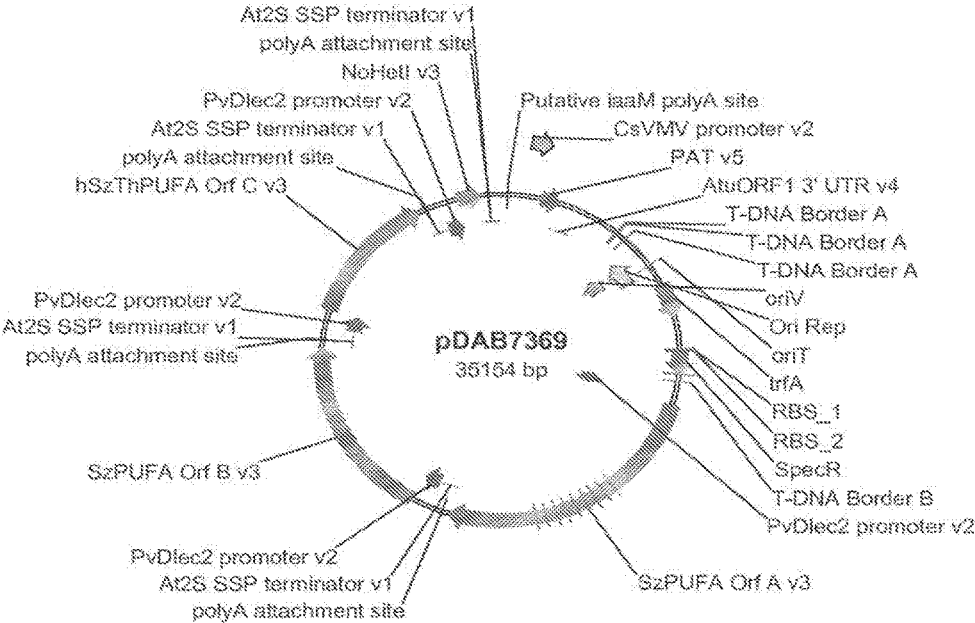 At2S SSP terminator v1
polyA attachment site
NoHetI v3
PvDlec2 promoter v2
At2S SSP terminator v1
polyA attachment site
hSzThPUFA Orf C v3
PvDlec2 promoter v2
At2S SSP terminator v1
polyA attachment site
SzPUFA Orf B v3
PvDlec2 promoter v2
At2S SSP terminator v1
polyA attachment site
Putative iaaM polyA site
CsVMV promoter v2
PAT v5
AtuORF1 3' UTR v4
T-DNA Border A
T-DNA Border A
T-DNA Border A
oriV
Ori Rep
oriT
trfA
RBS_1
RBS_2
SpecR
T-DNA Border B
PvDlec2 promoter v2
SzPUFA Orf A v3
pDAB7369
35154 bp